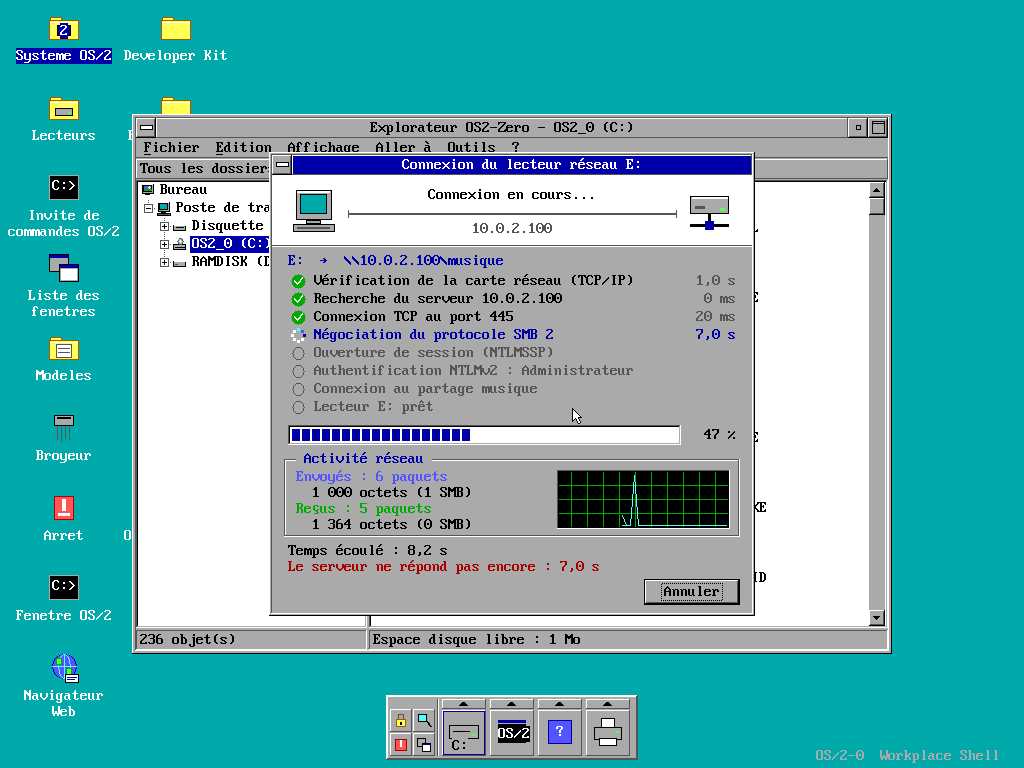 Systeme OS/2
Developer Kit
Lecteurs
C:>
Invite de
commandes OS/2
Liste des
fenetres
Modeles
Broyeur
Arret
C:>
Fenetre OS/2
Navigateur
Web
Explorateur OS2-Zero - OS2_0 (C:)
Fichier Edition Affichage Aller à Outils ?
Tous les dossier
Bureau
Poste de tra
Disquette
OS2_0 (C:)
RAMDISK (D
236 objet(s)
Espace disque libre : 1 Mo
Connexion du lecteur réseau E:
Connexion en cours...
10.0.2.100
E: → \\10.0.2.100\musique
Vérification de la carte réseau (TCP/IP) 1,0 s
Recherche du serveur 10.0.2.100 0 ms
Connexion TCP au port 445 20 ms
Négociation du protocole SMB 2 7,0 s
Ouverture de session (NTLMSSP)
Authentification NTLMv2 : Administrateur
Connexion au partage musique
Lecteur E: prêt
47 %
Activité réseau
Envoyés : 6 paquets
1 000 octets (1 SMB)
Reçus : 5 paquets
1 364 octets (0 SMB)
Temps écoulé : 8,2 s
Le serveur ne répond pas encore : 7,0 s
Annuler
C:
OS/2
?
OS/2-0 Workplace Shell